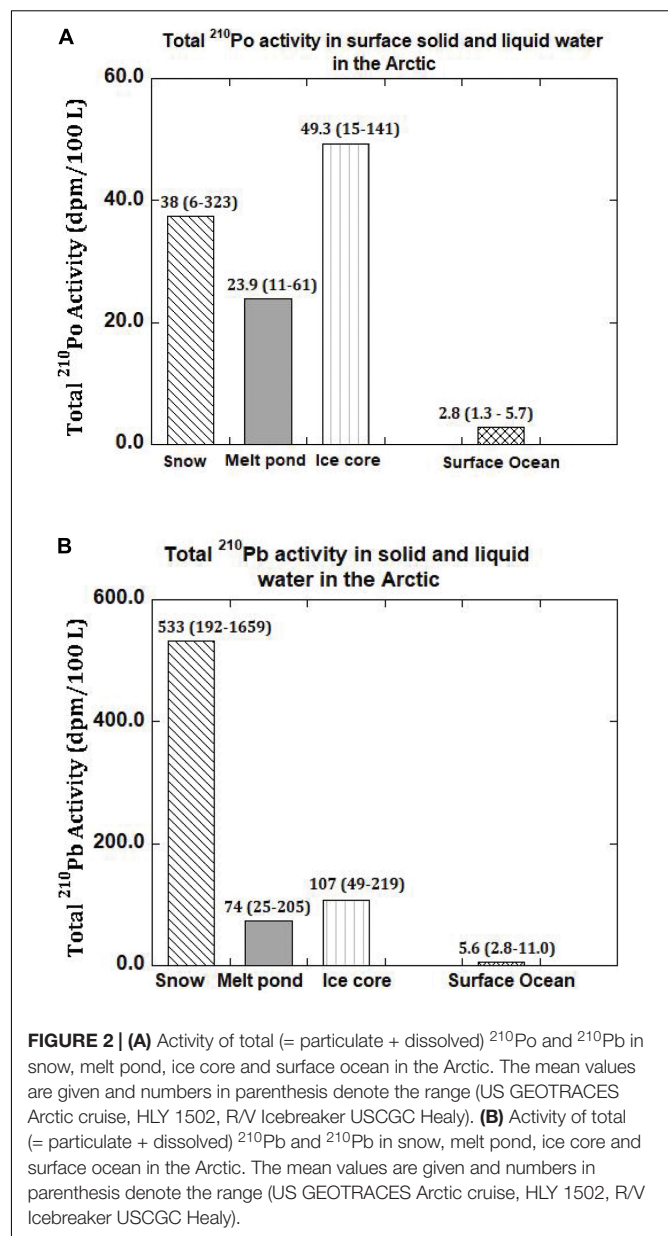 A
Total ²¹⁰Po activity in surface solid and liquid water
in the Arctic
Total ²¹⁰Po Activity (dpm/100 L)
60.0
40.0
20.0
0.0
38 (6-323)
23.9 (11-61)
49.3 (15-141)
2.8 (1.3 - 5.7)
Snow
Melt pond
Ice core
Surface Ocean
B
Total ²¹⁰Pb activity in solid and liquid
water in the Arctic
Total ²¹⁰Pb Activity (dpm/100 L)
600.0
400.0
200.0
0.0
533 (192-1659)
74 (25-205)
107 (49-219)
5.6 (2.8-11.0)
Snow
Melt pond
Ice core
Surface Ocean
FIGURE 2 | (A) Activity of total (= particulate + dissolved) ²¹⁰Po and ²¹⁰Pb in
snow, melt pond, ice core and surface ocean in the Arctic. The mean values
are given and numbers in parenthesis denote the range (US GEOTRACES
Arctic cruise, HLY 1502, R/V Icebreaker USCGC Healy). (B) Activity of total
(= particulate + dissolved) ²¹⁰Pb and ²¹⁰Pb in snow, melt pond, ice core and
surface ocean in the Arctic. The mean values are given and numbers in
parenthesis denote the range (US GEOTRACES Arctic cruise, HLY 1502, R/V
Icebreaker USCGC Healy).